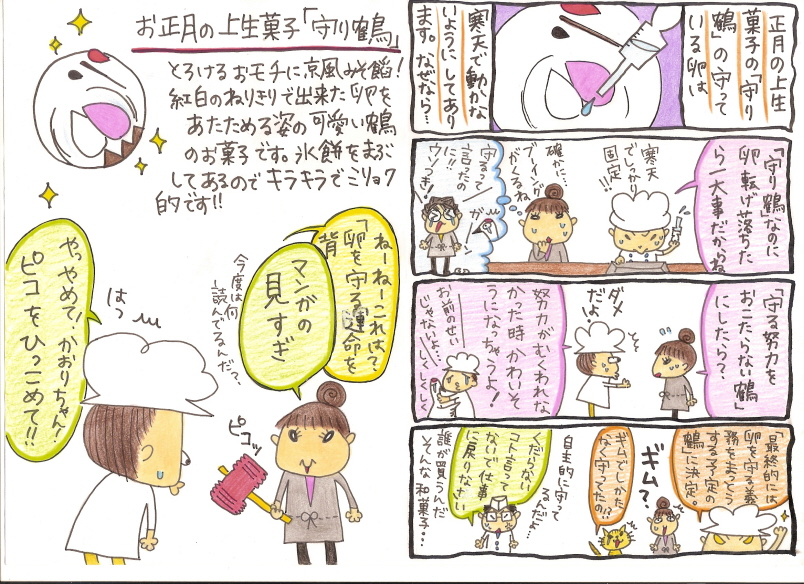 お正月の上生菓子「守り鶴」
とろけるおモチに京風みそ餡!
紅白のねりきりで出来た卵を
あたためる姿の可愛い鶴
のお菓子です。氷餅をまぶ
してあるのでキラキラでミリョク
的です!!
正月の上生
菓子の「守り
鶴」の守って
いる卵は
寒天で動かな
いようにしてあり
ます。なぜなら…
「守り鶴」なのに
卵転げ落ちた
ら一大事だからね
寒天
でしっかり
固定!!!
確かに、
ブーイング
がくるね
守るって
言ったの
に!!
ウソつき!
が
「守る努力を
おこたらない鶴」
にしたら?
ダメ
だよ!
努力がむくわれな
かった時かわいそ
うになっちゃうよ!
お前のせい
じゃないよ…しくしく
「最終的には
卵を守る義
務をまっとう
する予定の
鶴」に決定。
ギム?
ギムでしかた
なく守ってたの!?
自主的に守って
るんだ…
くだらない
コト言って
ないで仕事
に戻りなさい
誰が買うんだ
そんな和菓子…
ねーねーこれは?
「卵を守る運命を
背
マンガの
見すぎ
今度は何
読んでるんだ?
ピコッ
はっ
やっやめて!かおりちゃん!
ピコをひっこめて!!